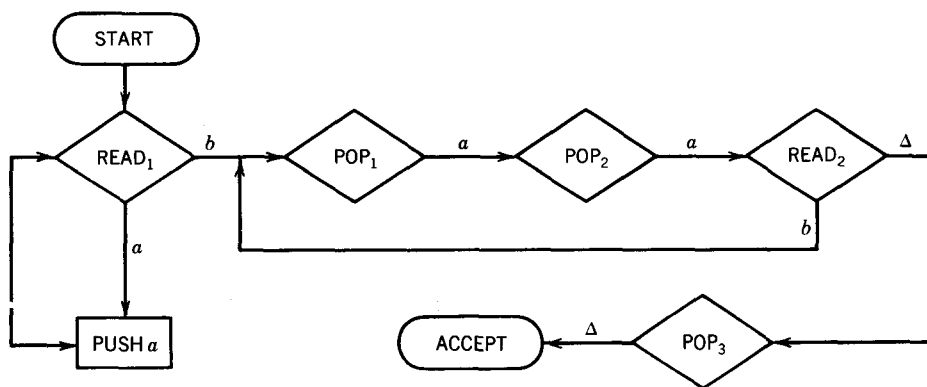 START
READ₁
b
POP₁
a
POP₂
a
READ₂
Δ
a
b
PUSH a
ACCEPT
Δ
POP₃